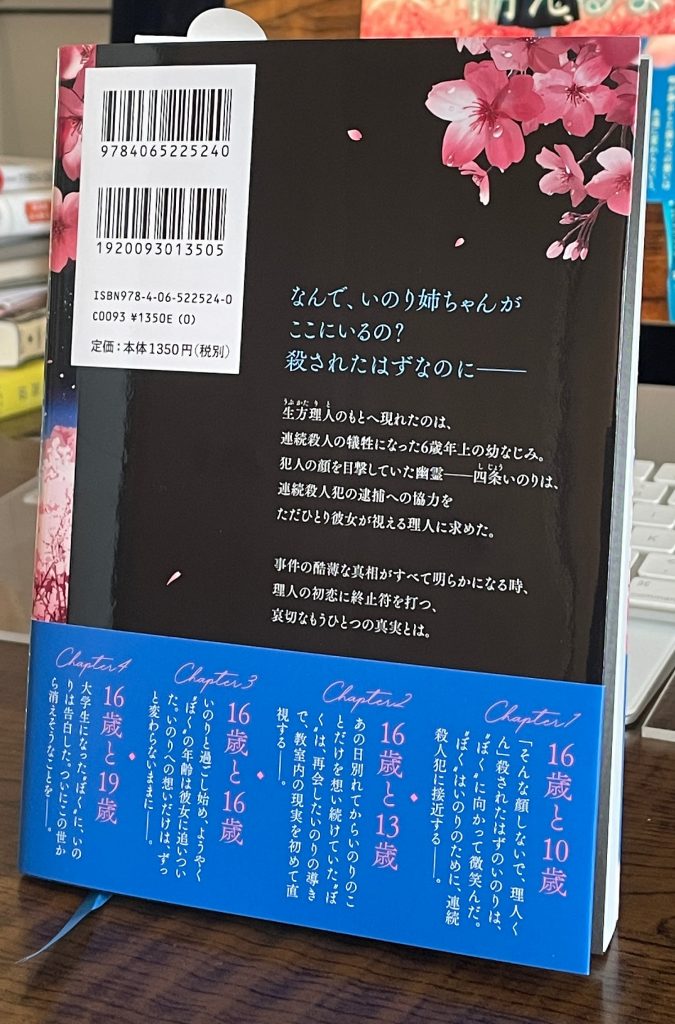 9784065225240
1920093013505
ISBN978-4-06-522524-0
C0093 ¥1350E (0)
定価：本体1350円(税別)
なんで、いのり姉ちゃんが
ここにいるの？
殺されたはずなのに――
うぶかたりと
生方理人のもとへ現れたのは、
連続殺人の犠牲になった6歳年上の幼なじみ。
しじょう
犯人の顔を目撃していた幽霊――四条いのりは、
連続殺人犯の逮捕への協力を
ただひとり彼女が視える理人に求めた。
事件の酷薄な真相がすべて明らかになる時、
理人の初恋に終止符を打つ、
哀切なもうひとつの真実とは。
Chapter1
16歳と10歳
「そんな顔しないで、理人く
ん」殺されたはずのいのりは、
“ぼく”に向かって微笑んだ。
“ぼく”はいのりのために、連続
殺人犯に接近する――。
Chapter2
16歳と13歳
あの日別れてからいのりのこ
とだけを想い続けていた。“ぼ
く”は、再会したいのりの導き
で、教室内の現実を初めて直
視する――。
Chapter3
16歳と16歳
いのりと過ごし始め、ようやく
“ぼく”の年齢は彼女に追いつい
た。いのりへの想いだけは、ずっ
と変わらないままに――。
Chapter4
16歳と19歳
大学生になった“ぼく”に、いの
りは告白した。ついにこの世か
ら消えそうなことを――。